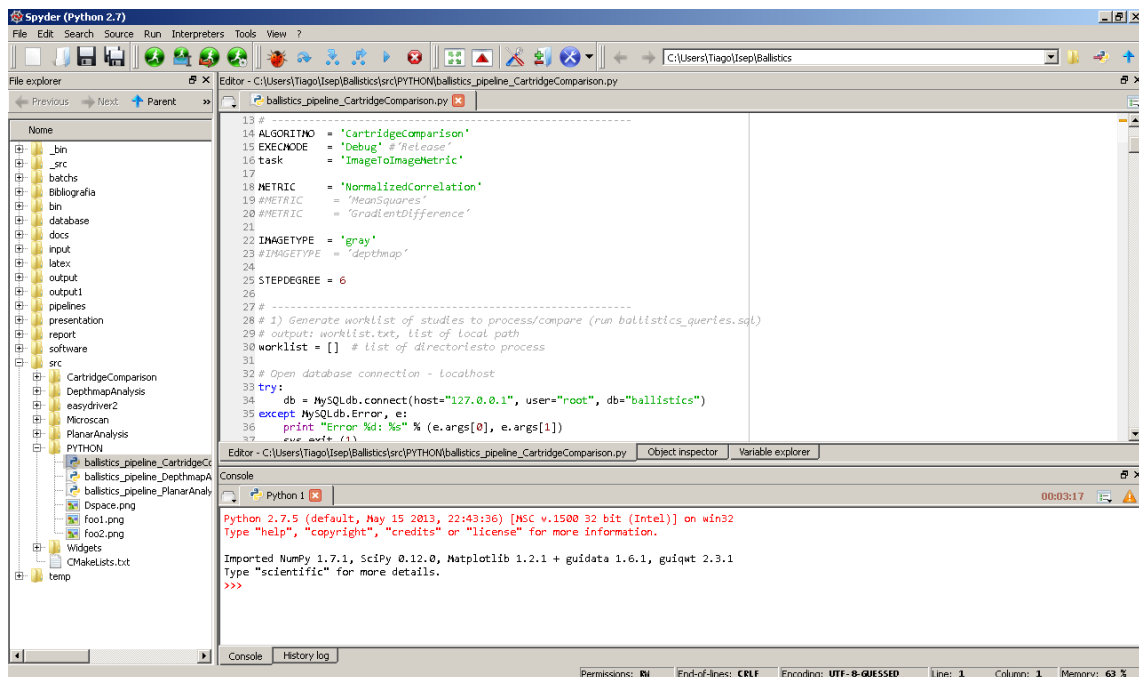 Spyder (Python 2.7)
File Edit Search Source Run Interpreters Tools View ?
C:\Users\Tiago\Isep\Ballistics
File explorer
Previous Next Parent »
Nome
_bin
_src
batchs
Bibliografia
bin
database
docs
input
latex
output
output1
pipelines
presentation
report
software
src
CartridgeComparison
DepthmapAnalysis
easydriver2
Microscan
PlanarAnalysis
PYTHON
ballistics_pipeline_CartridgeCo
ballistics_pipeline_DepthmapA
ballistics_pipeline_PlanarAnaly
Dspace.png
foo1.png
foo2.png
Widgets
CMakeLists.txt
temp
Editor - C:\Users\Tiago\Isep\Ballistics\src\PYTHON\ballistics_pipeline_CartridgeComparison.py
ballistics_pipeline_CartridgeComparison.py
13 # ----------------------------------------------------------
14 ALGORITMO = 'CartridgeComparison'
15 EXECMODE = 'Debug' #'Release'
16 task = 'ImageToImageMetric'
17
18 METRIC = 'NormalizedCorrelation'
19 #METRIC = 'MeanSquares'
20 #METRIC = 'GradientDifference'
21
22 IMAGETYPE = 'gray'
23 #IMAGETYPE = 'depthmap'
24
25 STEPDEGREE = 6
26
27 # ----------------------------------------------------------
28 # 1) Generate worklist of studies to process/compare (run ballistics_queries.sql)
29 # output: worklist.txt, list of local path
30 worklist = [] # list of directoriesto process
31
32 # Open database connection - localhost
33 try:
34 db = MySQLdb.connect(host="127.0.0.1", user="root", db="ballistics")
35 except MySQLdb.Error, e:
36 print "Error %d: %s" % (e.args[0], e.args[1])
37 sys.exit (1)
Editor - C:\Users\Tiago\Isep\Ballistics\src\PYTHON\ballistics_pipeline_CartridgeComparison.py Object inspector Variable explorer
Console
Python 1 00:03:17
Python 2.7.5 (default, May 15 2013, 22:43:36) [MSC v.1500 32 bit (Intel)] on win32
Type "help", "copyright", "credits" or "license" for more information.
Imported NumPy 1.7.1, SciPy 0.12.0, Matplotlib 1.2.1 + guidata 1.6.1, guiqwt 2.3.1
Type "scientific" for more details.
>>>
Console History log
Permissions: RW End-of-lines: CRLF Encoding: UTF-8-GUESSED Line: 1 Column: 1 Memory: 63 %